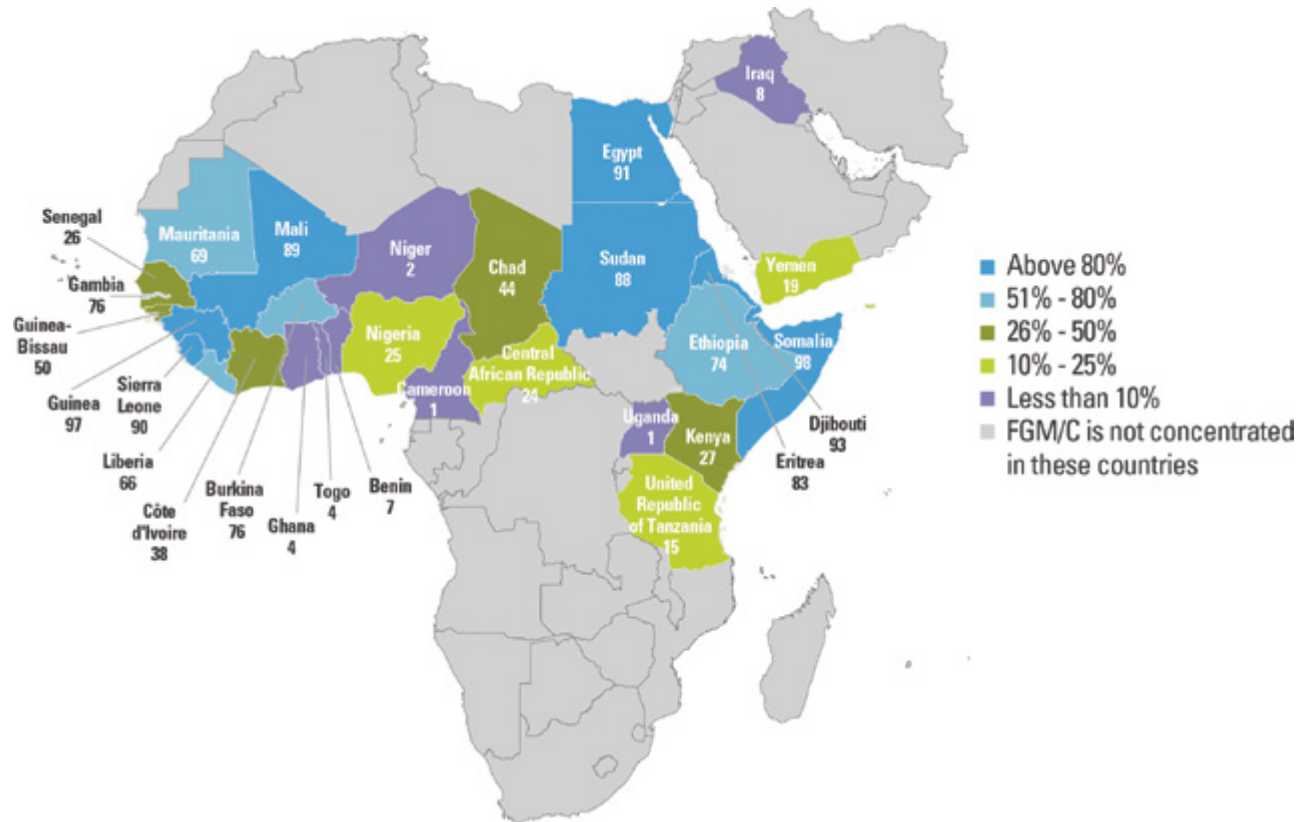 Iraq
8
Egypt
91
Senegal
26
Mauritania
69
Mali
89
Niger
2
Chad
44
Sudan
88
Yemen
19
Gambia
76
Guinea-
Bissau
50
Nigeria
25
Central
African Republic
24
Ethiopia
74
Somalia
98
Guinea
97
Sierra
Leone
90
Cameroon
1
Uganda
1
Kenya
27
Djibouti
93
Eritrea
83
Liberia
66
Côte
d'Ivoire
38
Burkina
Faso
76
Ghana
4
Togo
4
Benin
7
United
Republic
of Tanzania
15
Above 80%
51% - 80%
26% - 50%
10% - 25%
Less than 10%
FGM/C is not concentrated
in these countries